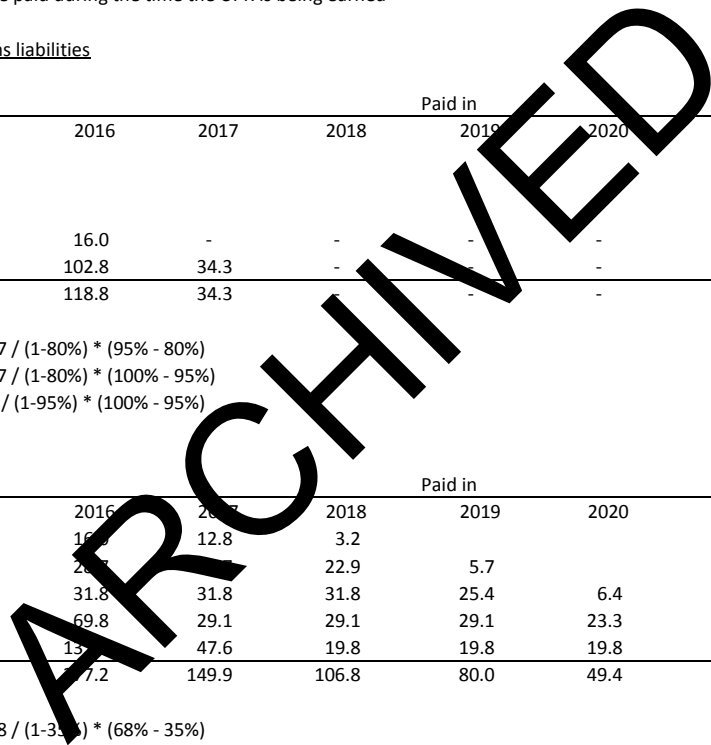 s paid during the time the UPR is being earned
ns liabilities
Paid in
2016 2017 2018 2019 2020
16.0 - - - -
102.8 34.3 - - -
118.8 34.3 - - -
7 / (1-80%) * (95% - 80%)
7 / (1-80%) * (100% - 95%)
/ (1-95%) * (100% - 95%)
Paid in
2016 2017 2018 2019 2020
12.8 3.2
22.9 5.7
31.8 31.8 31.8 25.4 6.4
69.8 29.1 29.1 29.1 23.3
47.6 19.8 19.8 19.8
149.9 106.8 80.0 49.4
8 / (1-35%) * (68% - 35%)
ARCHIVED